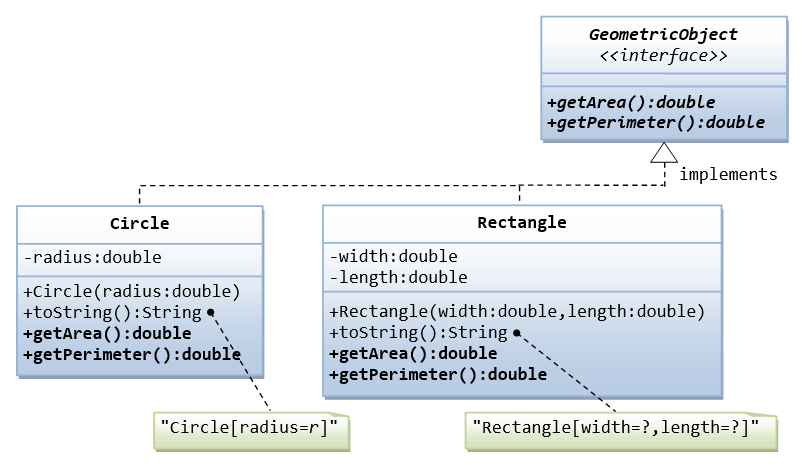 GeometricObject
<<interface>>
+getArea():double
+getPerimeter():double
implements
Circle
-radius:double
+Circle(radius:double)
+toString():String
+getArea():double
+getPerimeter():double
"Circle[radius=r]"
Rectangle
-width:double
-length:double
+Rectangle(width:double,length:double)
+toString():String
+getArea():double
+getPerimeter():double
"Rectangle[width=?,length=?]"